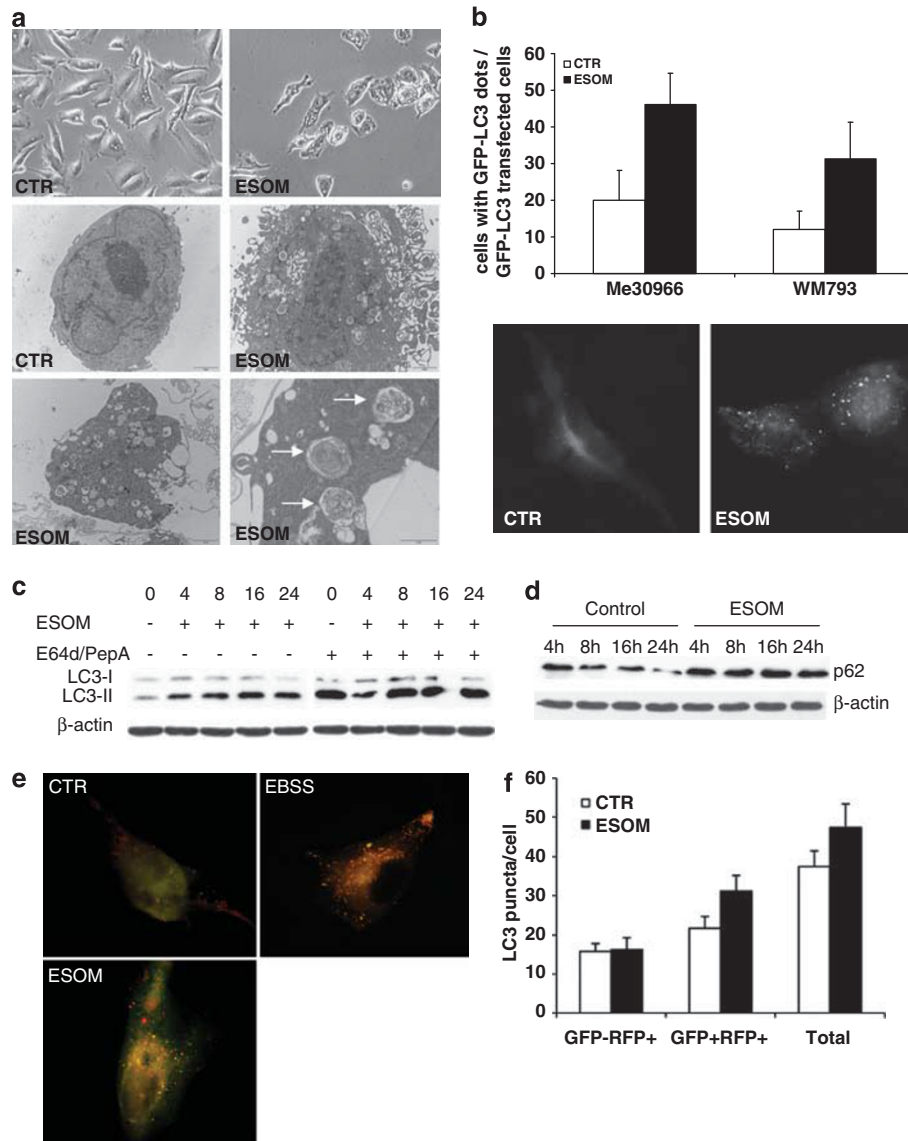 a
CTR
ESOM
CTR
ESOM
ESOM
ESOM
b
cells with GFP-LC3 dots /
GFP-LC3 transfected cells
60
50
40
30
20
10
0
CTR
ESOM
Me30966
WM793
CTR
ESOM
c
0 4 8 16 24 0 4 8 16 24
ESOM - + + + + - + + + +
E64d/PepA - - - - - + + + + +
LC3-I
LC3-II
β-actin
d
Control ESOM
4h 8h 16h 24h 4h 8h 16h 24h
p62
β-actin
e
CTR
EBSS
ESOM
f
LC3 puncta/cell
60
50
40
30
20
10
0
CTR
ESOM
GFP-RFP+ GFP+RFP+ Total